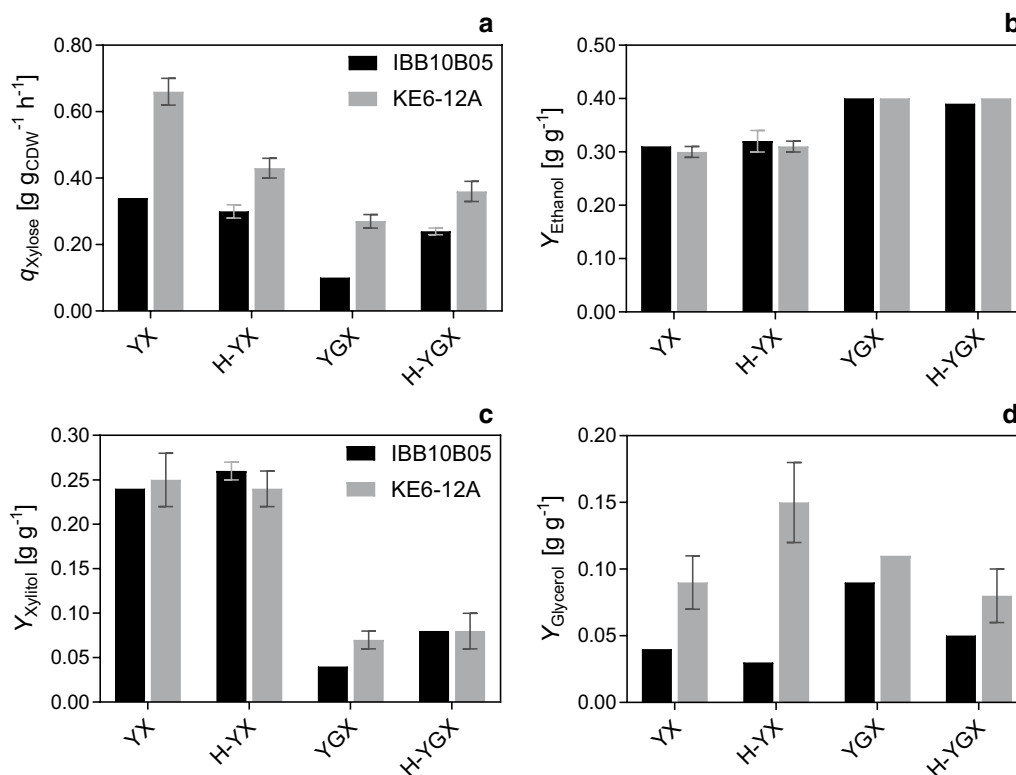 a
0.80
0.60
0.40
0.20
0.00
qXylose [g gCDW⁻¹ h⁻¹]
IBB10B05
KE6-12A
YX
H-YX
YGX
H-YGX
b
0.50
0.40
0.30
0.20
0.10
0.00
YEthanol [g g⁻¹]
YX
H-YX
YGX
H-YGX
c
0.30
0.25
0.20
0.15
0.10
0.05
0.00
YXylitol [g g⁻¹]
IBB10B05
KE6-12A
YX
H-YX
YGX
H-YGX
d
0.20
0.15
0.10
0.05
0.00
YGlycerol [g g⁻¹]
YX
H-YX
YGX
H-YGX